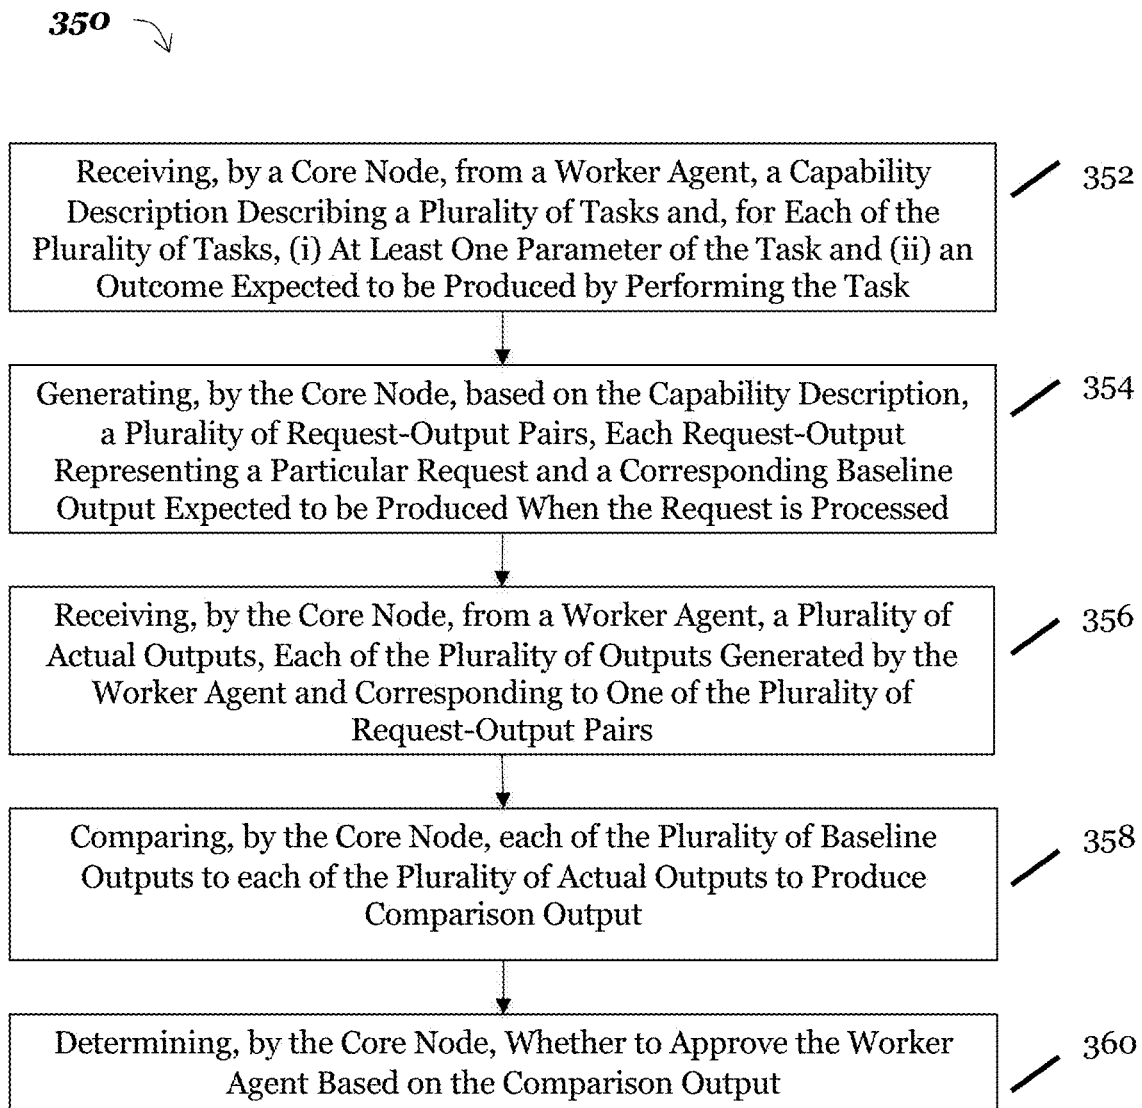 350
Receiving, by a Core Node, from a Worker Agent, a Capability
Description Describing a Plurality of Tasks and, for Each of the
Plurality of Tasks, (i) At Least One Parameter of the Task and (ii) an
Outcome Expected to be Produced by Performing the Task
352
Generating, by the Core Node, based on the Capability Description,
a Plurality of Request-Output Pairs, Each Request-Output
Representing a Particular Request and a Corresponding Baseline
Output Expected to be Produced When the Request is Processed
354
Receiving, by the Core Node, from a Worker Agent, a Plurality of
Actual Outputs, Each of the Plurality of Outputs Generated by the
Worker Agent and Corresponding to One of the Plurality of
Request-Output Pairs
356
Comparing, by the Core Node, each of the Plurality of Baseline
Outputs to each of the Plurality of Actual Outputs to Produce
Comparison Output
358
Determining, by the Core Node, Whether to Approve the Worker
Agent Based on the Comparison Output
360